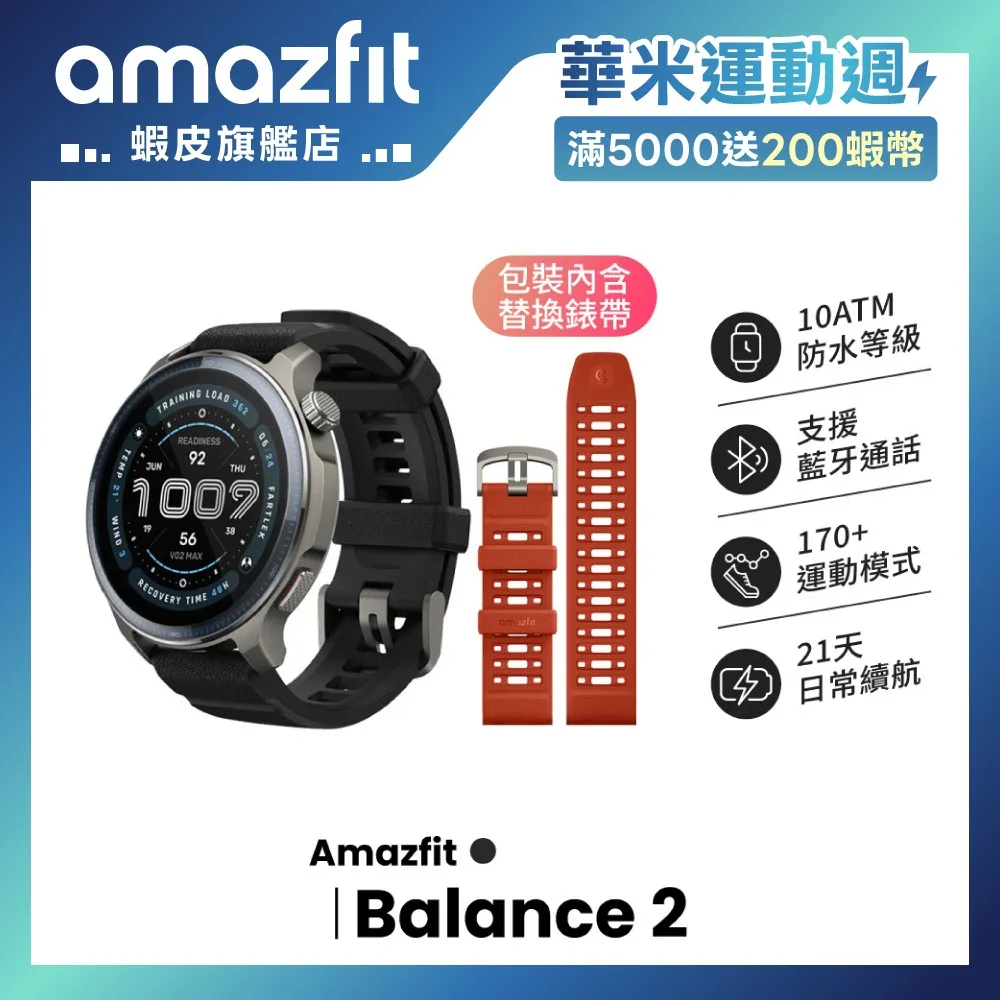 amazfit
蝦皮旗艦店
華米運動週
滿5000送200蝦幣
包裝內含
替換錶帶
10ATM
防水等級
支援
藍牙通話
170+
運動模式
21天
日常續航
TRAINING LOAD 362
06.24 FARTLEK
TEMP 21
WIND 3
READINESS
92
JUN
THU
1009
19
38
56
VO2 MAX
RECOVERY TIME 48H
amazfit
Amazfit
Balance 2